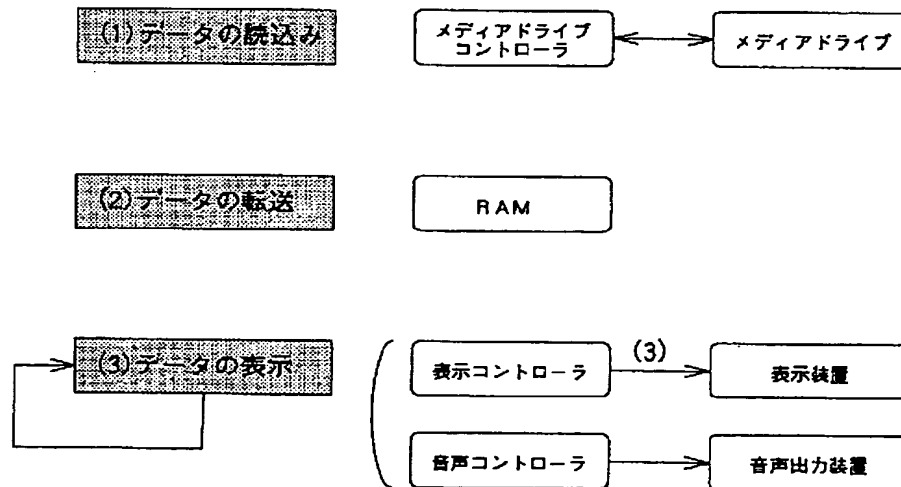 (1)データの読込み
メディアドライブ
コントローラ
メディアドライブ
(2)データの転送
RAM
(3)データの表示
表示コントローラ
(3)
表示装置
音声コントローラ
音声出力装置